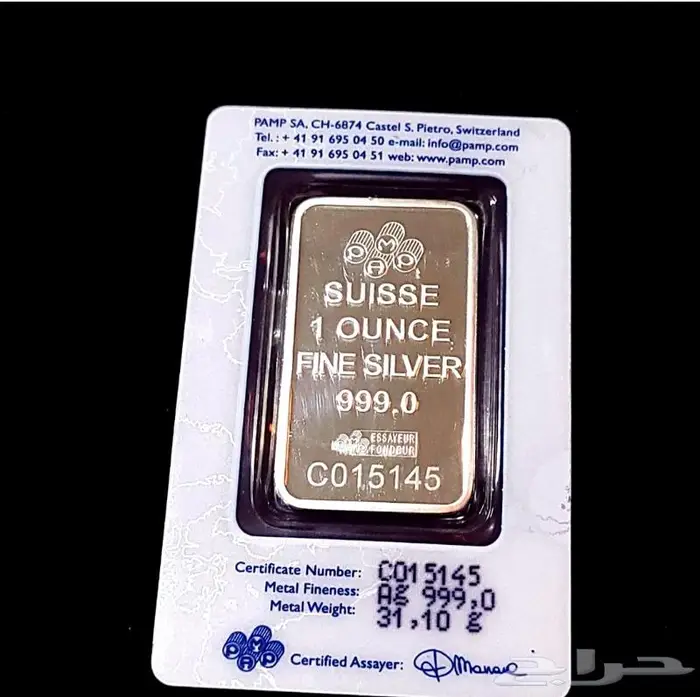 PAMP SA, CH-6874 Castel S. Pietro, Switzerland
Tel. : + 41 91 695 04 50 e-mail: info@pamp.com
Fax: + 41 91 695 04 51 web: www.pamp.com
PAMP
SUISSE
1 OUNCE
FINE SILVER
999.0
PAMP ESSAYEUR
FONDEUR
C015145
Certificate Number: C015145
Metal Fineness: Ag 999,0
Metal Weight: 31,10 g
PAMP Certified Assayer:
حراج